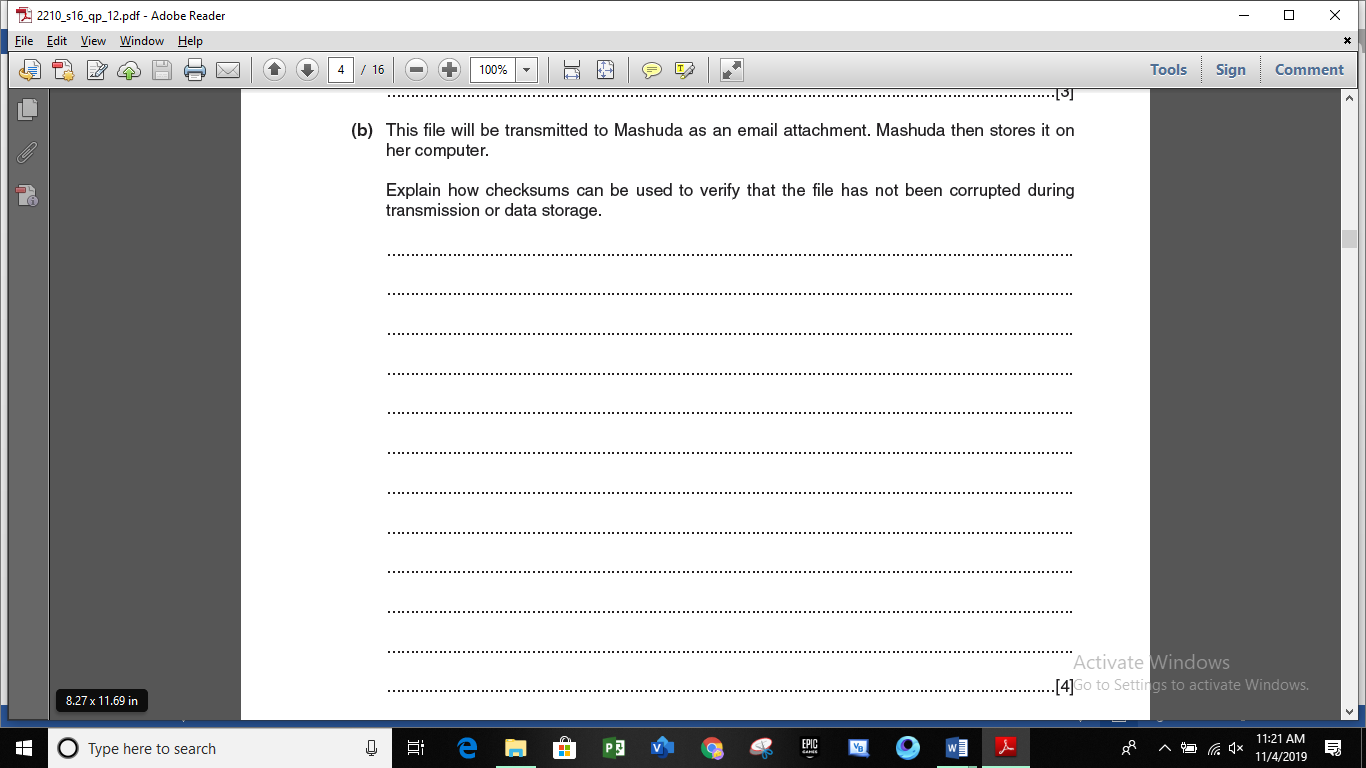 2210_s16_qp_12.pdf - Adobe Reader
File Edit View Window Help
4 / 16 100% Tools Sign Comment
[3]
(b) This file will be transmitted to Mashuda as an email attachment. Mashuda then stores it on
her computer.
Explain how checksums can be used to verify that the file has not been corrupted during
transmission or data storage.
[4]
Activate Windows
Go to Settings to activate Windows.
8.27 x 11.69 in
Type here to search
11:21 AM
11/4/2019